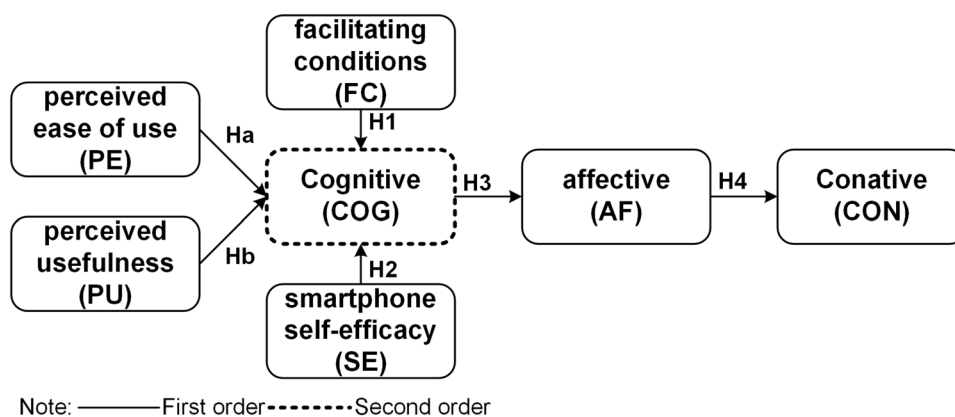 facilitating
conditions
(FC)
perceived
ease of use
(PE)
Ha
H1
Cognitive
(COG)
H3
affective
(AF)
H4
Conative
(CON)
perceived
usefulness
(PU)
Hb
H2
smartphone
self-efficacy
(SE)
Note: First order Second order